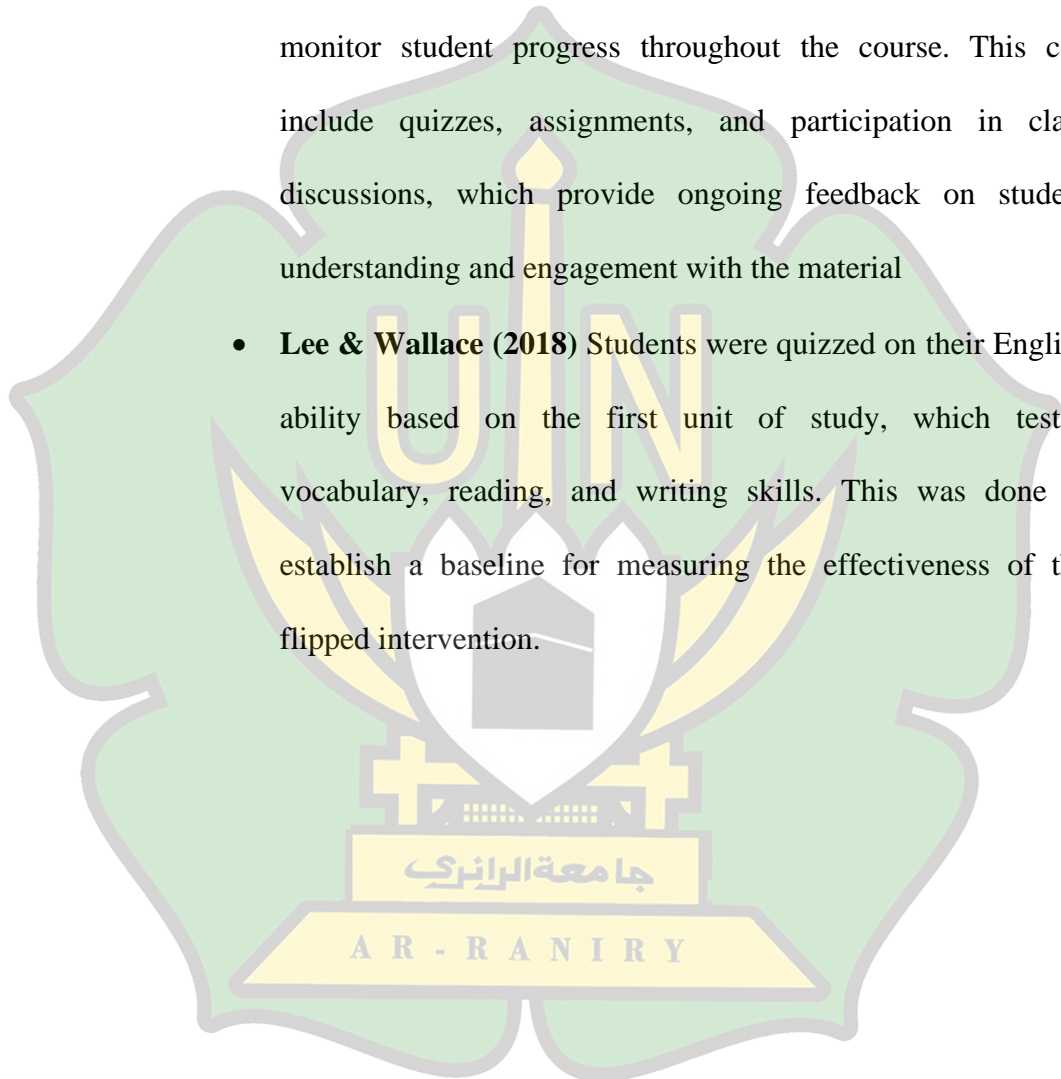 monitor student progress throughout the course. This c
include quizzes, assignments, and participation in cla
discussions, which provide ongoing feedback on stude
understanding and engagement with the material
• Lee & Wallace (2018) Students were quizzed on their Engli
ability based on the first unit of study, which test
vocabulary, reading, and writing skills. This was done
establish a baseline for measuring the effectiveness of t
flipped intervention.
UIN
جامعةالرانري
AR-RANIRY